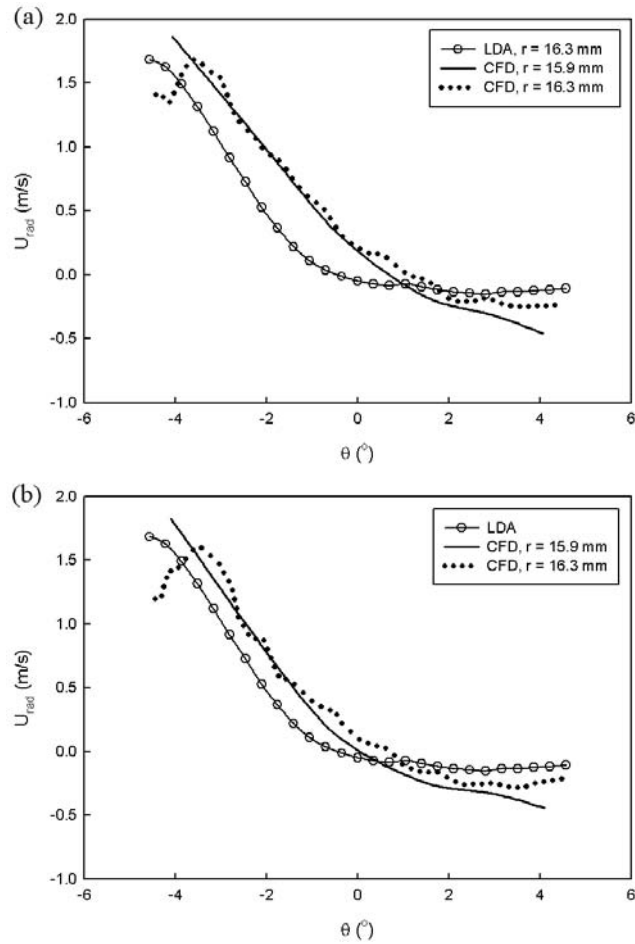 (a)
2.0
1.5
1.0
0.5
0.0
-0.5
-1.0
U_rad (m/s)
LDA, r = 16.3 mm
CFD, r = 15.9 mm
CFD, r = 16.3 mm
-6 -4 -2 0 2 4 6
θ (°)
(b)
2.0
1.5
1.0
0.5
0.0
-0.5
-1.0
U_rad (m/s)
LDA
CFD, r = 15.9 mm
CFD, r = 16.3 mm
-6 -4 -2 0 2 4 6
θ (°)